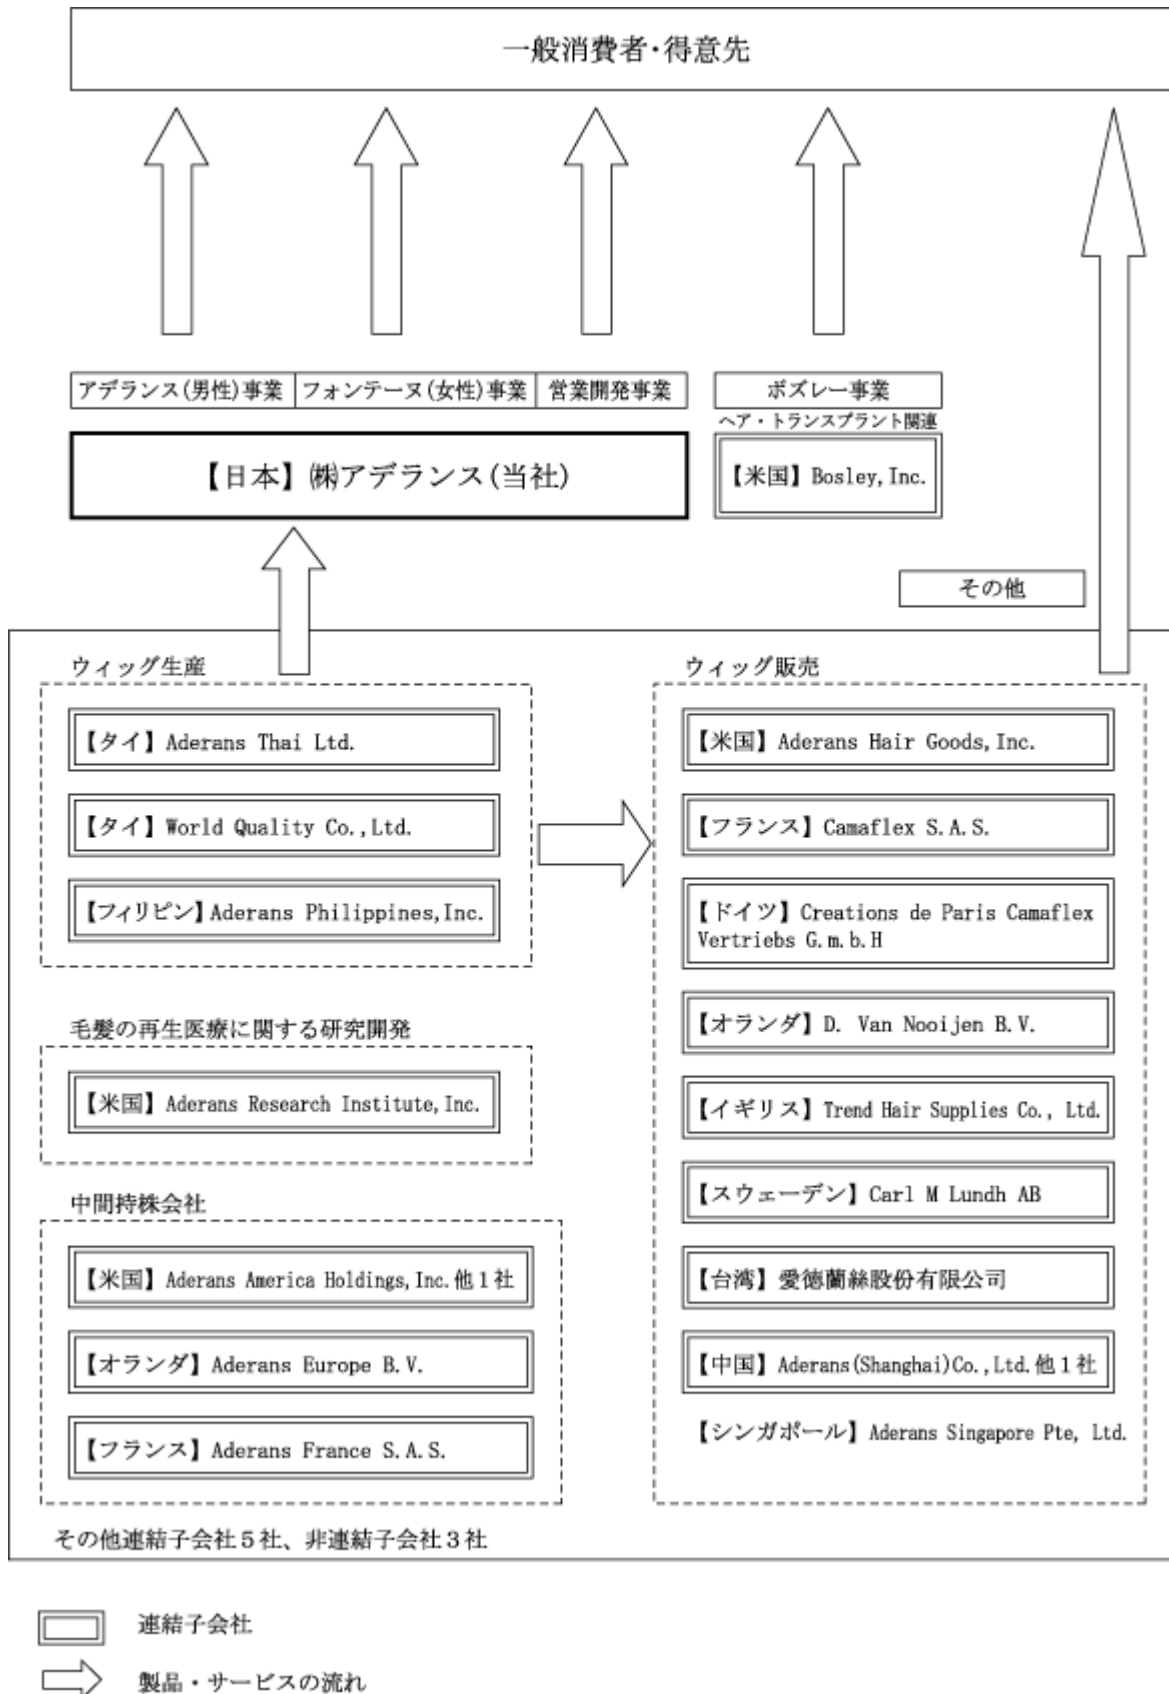 一般消費者・得意先
アデランス(男性)事業
フォンテーヌ(女性)事業
営業開発事業
ボズレー事業
ヘア・トランスプラント関連
【日本】㈱アデランス(当社)
【米国】Bosley,Inc.
その他
ウィッグ生産
【タイ】Aderans Thai Ltd.
【タイ】World Quality Co.,Ltd.
【フィリピン】Aderans Philippines,Inc.
毛髪の再生医療に関する研究開発
【米国】Aderans Research Institute,Inc.
中間持株会社
【米国】Aderans America Holdings,Inc.他1社
【オランダ】Aderans Europe B.V.
【フランス】Aderans France S.A.S.
ウィッグ販売
【米国】Aderans Hair Goods,Inc.
【フランス】Camaflex S.A.S.
【ドイツ】Creations de Paris Camaflex
Vertriebs G.m.b.H
【オランダ】D. Van Nooijen B.V.
【イギリス】Trend Hair Supplies Co., Ltd.
【スウェーデン】Carl M Lundh AB
【台湾】愛德蘭絲股份有限公司
【中国】Aderans(Shanghai)Co.,Ltd.他1社
【シンガポール】Aderans Singapore Pte, Ltd.
その他連結子会社5社、非連結子会社3社
連結子会社
製品・サービスの流れ